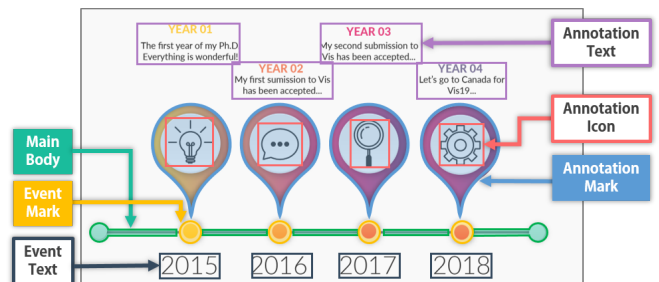 YEAR 01
The first year of my Ph.D
Everything is wonderful!
YEAR 02
My first sumission to Vis
has been accepted...
YEAR 03
My second submission to
Vis has been accepted...
YEAR 04
Let's go to Canada for
Vis19...
Annotation
Text
Annotation
Icon
Annotation
Mark
Main
Body
Event
Mark
Event
Text
2015
2016
2017
2018